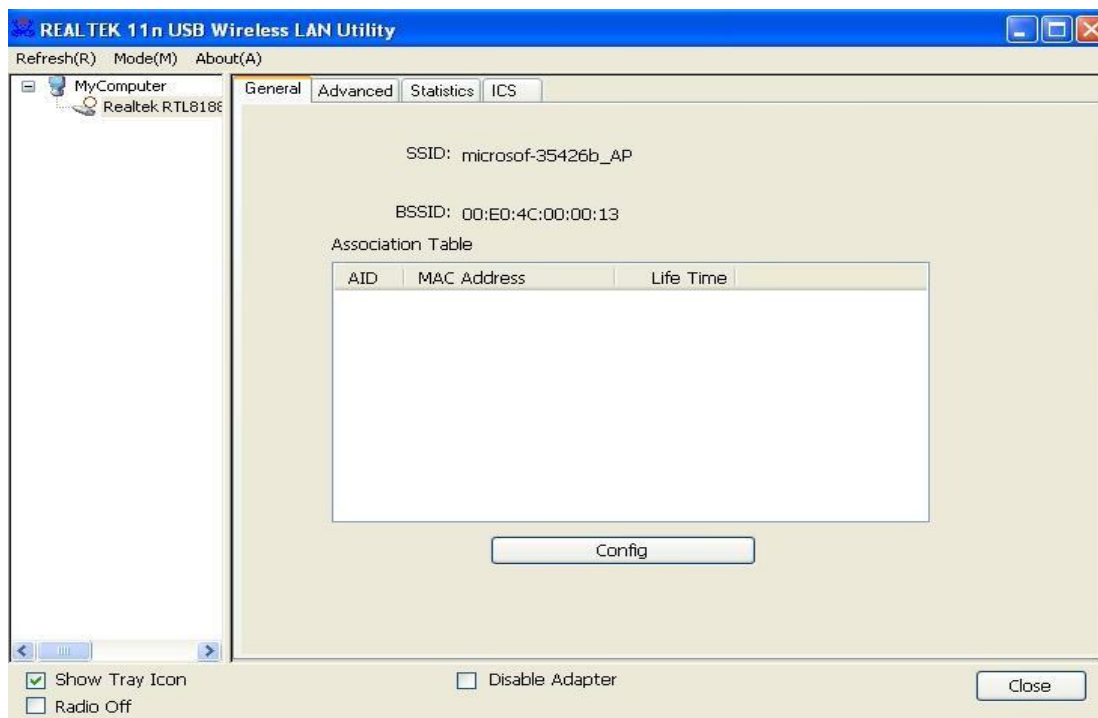 REALTEK 11n USB Wireless LAN Utility
Refresh(R) Mode(M) About(A)
MyComputer
Realtek RTL8188
General Advanced Statistics ICS
SSID: microsof-35426b_AP
BSSID: 00:E0:4C:00:00:13
Association Table
AID MAC Address Life Time
Config
Show Tray Icon
Radio Off
Disable Adapter
Close